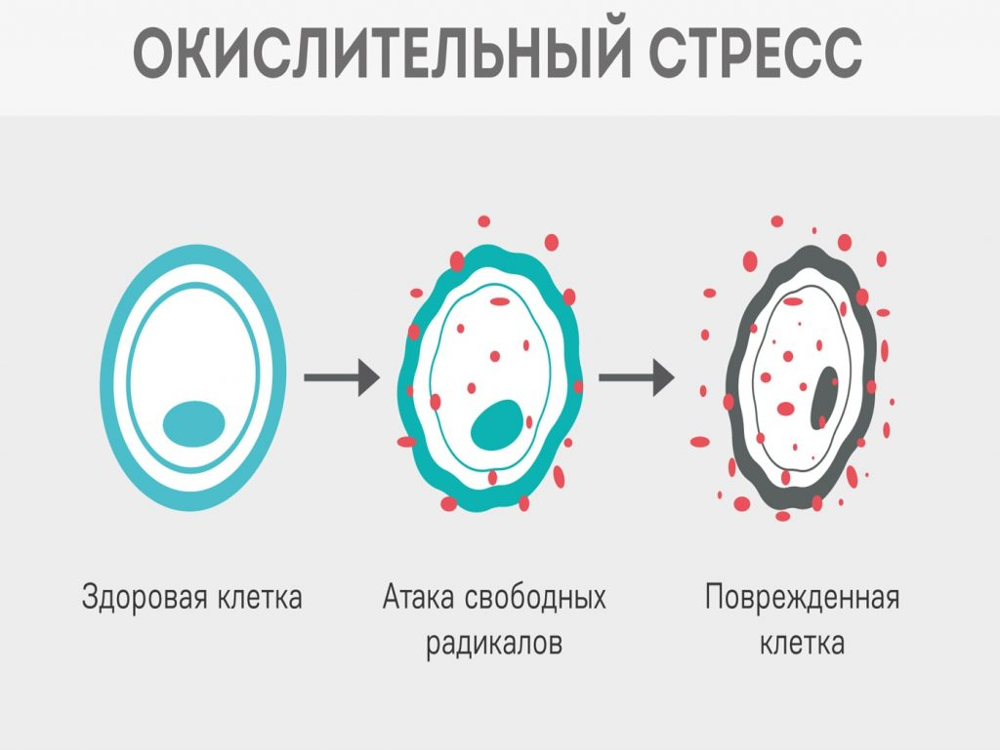 ОКИСЛИТЕЛЬНЫЙ СТРЕСС
Здоровая клетка
Атака свободных
радикалов
Поврежденная
клетка